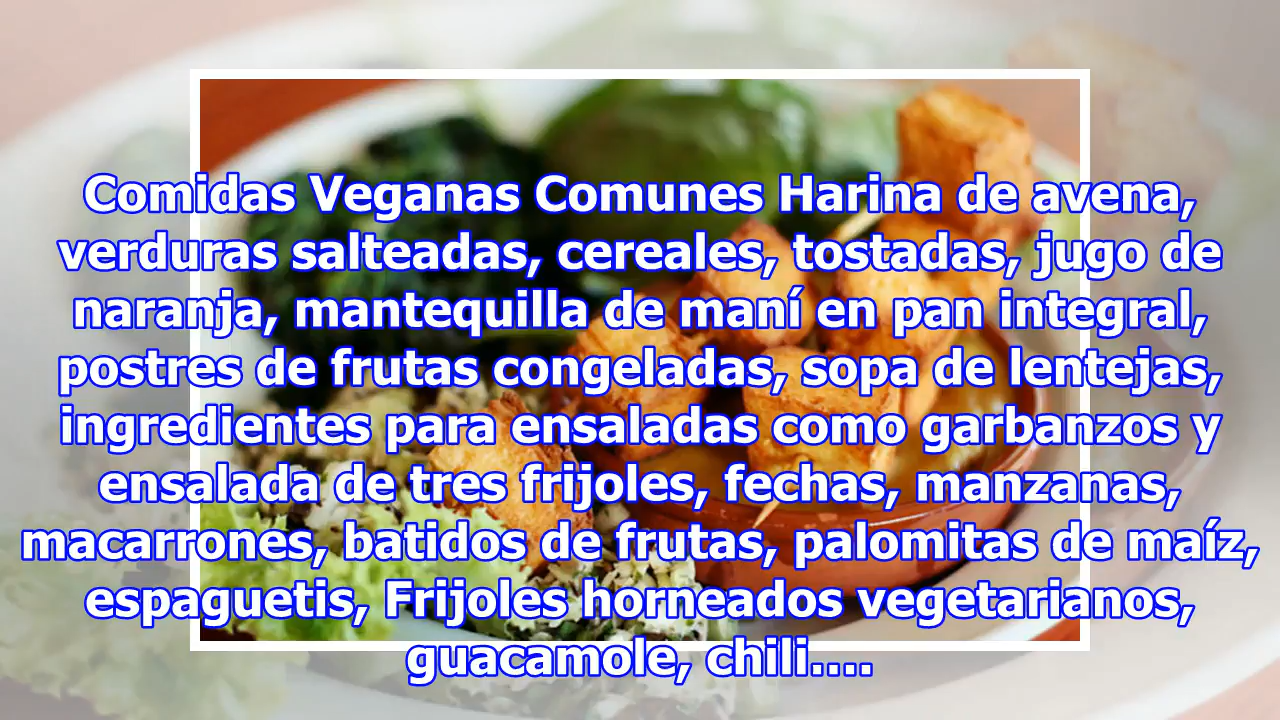 Comidas Veganas Comunes Harina de avena,
verduras salteadas, cereales, tostadas, jugo de
naranja, mantequilla de maní en pan integral,
postres de frutas congeladas, sopa de lentejas,
ingredientes para ensaladas como garbanzos y
ensalada de tres frijoles, fechas, manzanas,
macarrones, batidos de frutas, palomitas de maíz,
espaguetis, Frijoles horneados vegetarianos,
guacamole, chili....